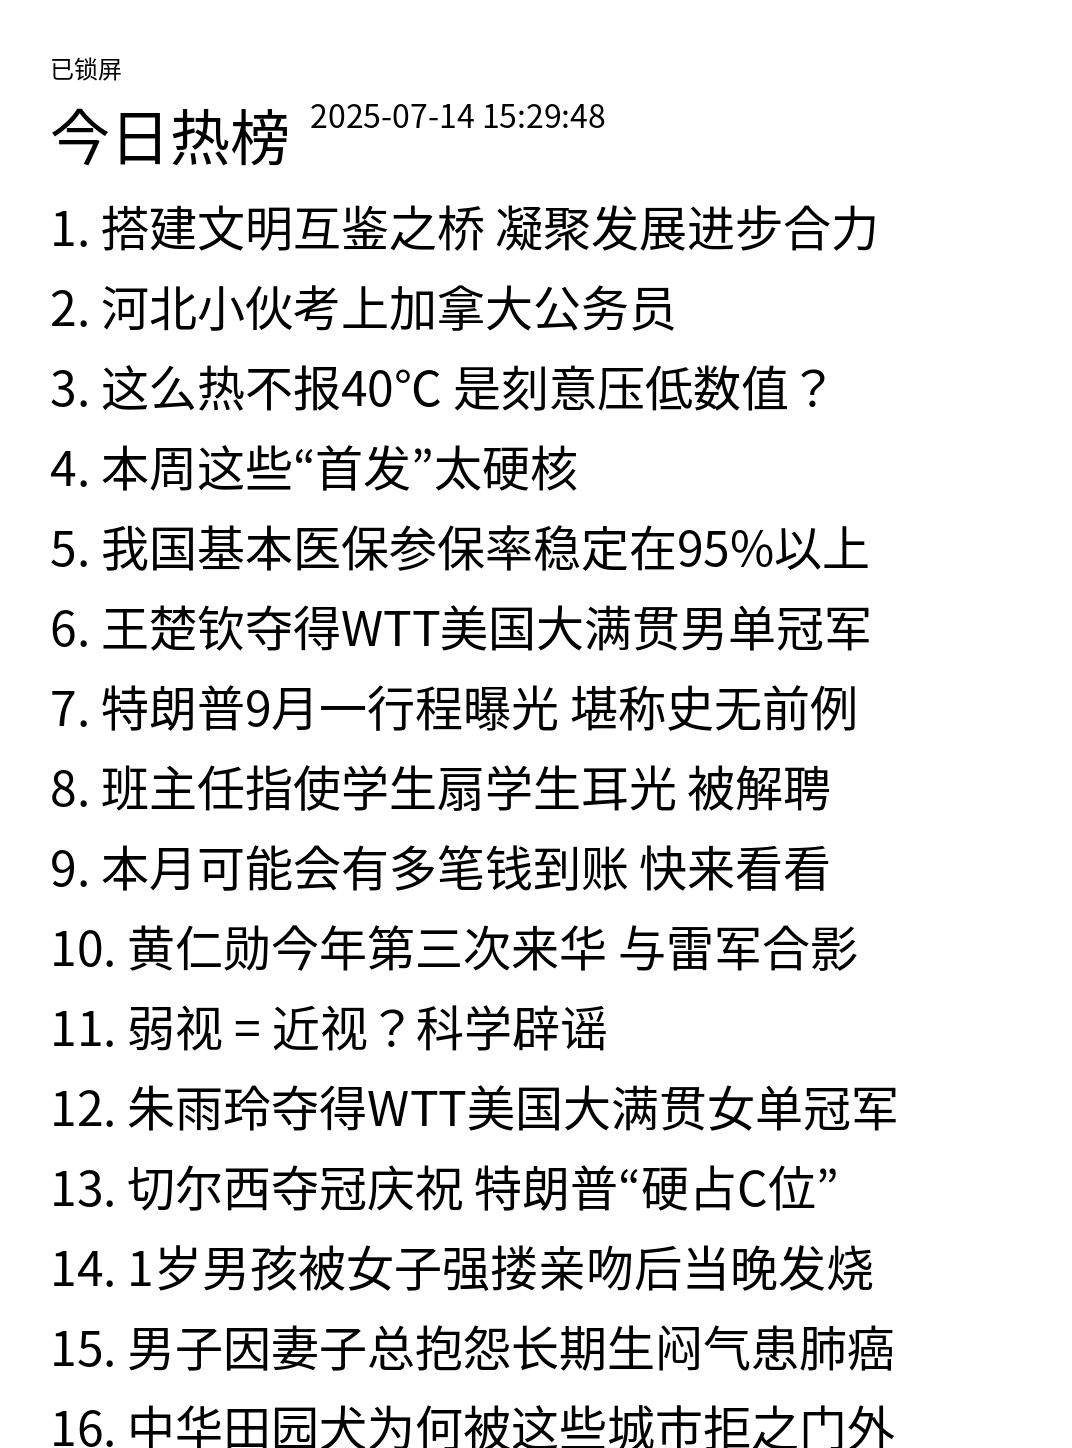 已锁屏
今日热榜 2025-07-14 15:29:48
1. 搭建文明互鉴之桥 凝聚发展进步合力
2. 河北小伙考上加拿大公务员
3. 这么热不报40℃ 是刻意压低数值？
4. 本周这些“首发”太硬核
5. 我国基本医保参保率稳定在95%以上
6. 王楚钦夺得WTT美国大满贯男单冠军
7. 特朗普9月一行程曝光 堪称史无前例
8. 班主任指使学生扇学生耳光 被解聘
9. 本月可能会有多笔钱到账 快来看看
10. 黄仁勋今年第三次来华 与雷军合影
11. 弱视 = 近视？科学辟谣
12. 朱雨玲夺得WTT美国大满贯女单冠军
13. 切尔西夺冠庆祝 特朗普“硬占C位”
14. 1岁男孩被女子强搂亲吻后当晚发烧
15. 男子因妻子总抱怨长期生闷气患肺癌
16. 中华田园犬为何被这些城市拒之门外